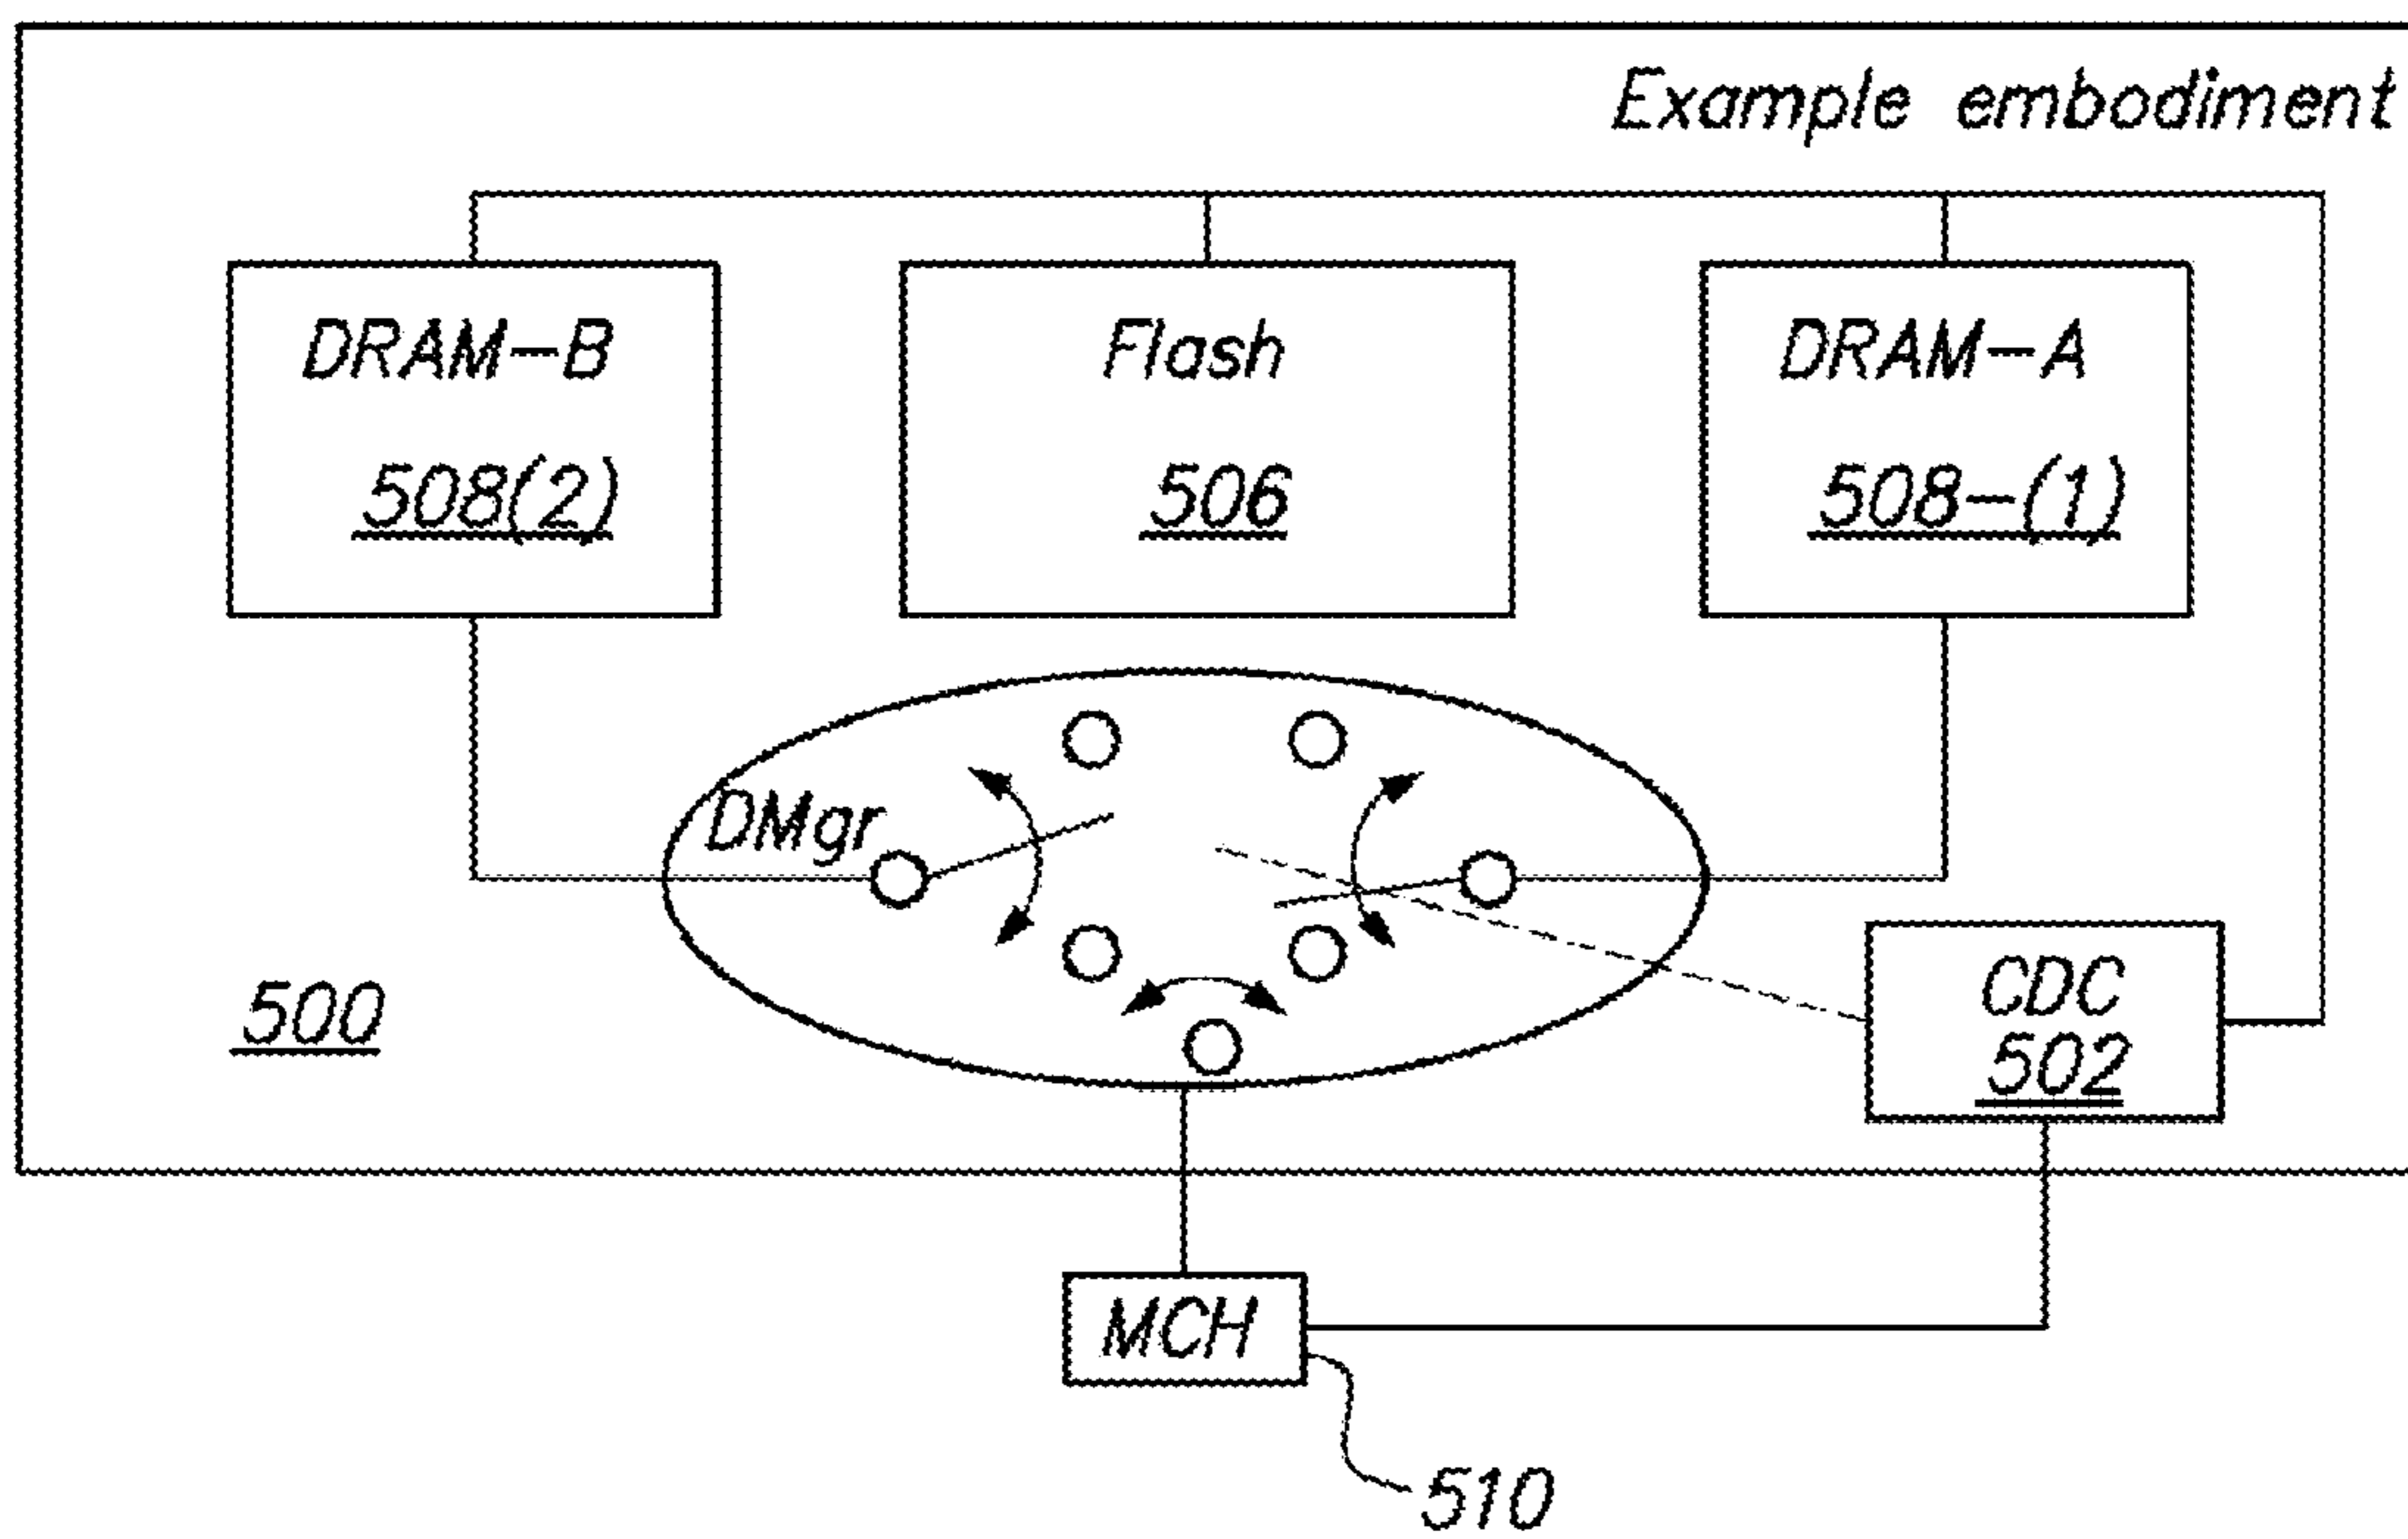 Example embodiment
DRAM-B
508(2)
Flash
506
DRAM-A
508-(1)
DMgr
500
CDC
502
MCH
510